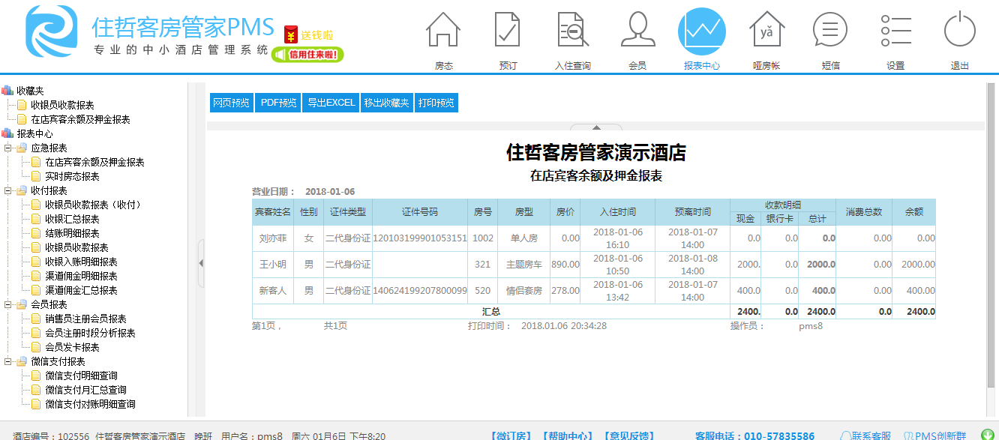 住哲客房管家PMS
专业的中小酒店管理系统
送钱啦
信用住来啦!
房态
预订
入住查询
会员
报表中心
yǎ
哑房帐
短信
设置
退出
收藏夹
收银员收款报表
在店宾客余额及押金报表
报表中心
应急报表
在店宾客余额及押金报表
实时房态报表
收付报表
收银员收款报表（收付）
收银汇总报表
结账明细报表
收银员收款报表
收银入账明细报表
渠道佣金明细报表
渠道佣金汇总报表
会员报表
销售员注册会员报表
会员注册时段分析报表
会员发卡报表
微信支付报表
微信支付明细查询
微信支付月汇总查询
微信支付对账明细查询
网页预览 PDF预览 导出EXCEL 移出收藏夹 打印预览
住哲客房管家演示酒店
在店宾客余额及押金报表
营业日期： 2018-01-06
宾客姓名 性别 证件类型 证件号码 房号 房型 房价 入住时间 预离时间 收款明细 消费总数 余额
现金 银行卡 总计
刘亦菲 女 二代身份证 120103199901053151 1002 单人房 0.00 2018-01-06 16:10 2018-01-07 14:00 0.0 0.0 0.0 0.00 0.00
王小明 男 二代身份证 321 主题房车 890.00 2018-01-06 10:50 2018-01-08 14:00 2000. 0.0 2000.0 0.00 2000.00
新客人 男 二代身份证 140624199207800099 520 情侣套房 278.00 2018-01-06 13:42 2018-01-07 14:00 400.0 0.0 400.0 0.00 400.00
汇总 2400. 0.0 2400.0 0.0 2400.0
第1页， 共1页 打印时间： 2018.01.06 20:34:28 操作员： pms8
酒店编号：102556 住哲客房管家演示酒店 晚班 用户名：pms8 周六 01月6日 下午8:20 【微订房】 【帮助中心】 【意见反馈】 客服电话：010-57835586 联系客服 PMS创新群